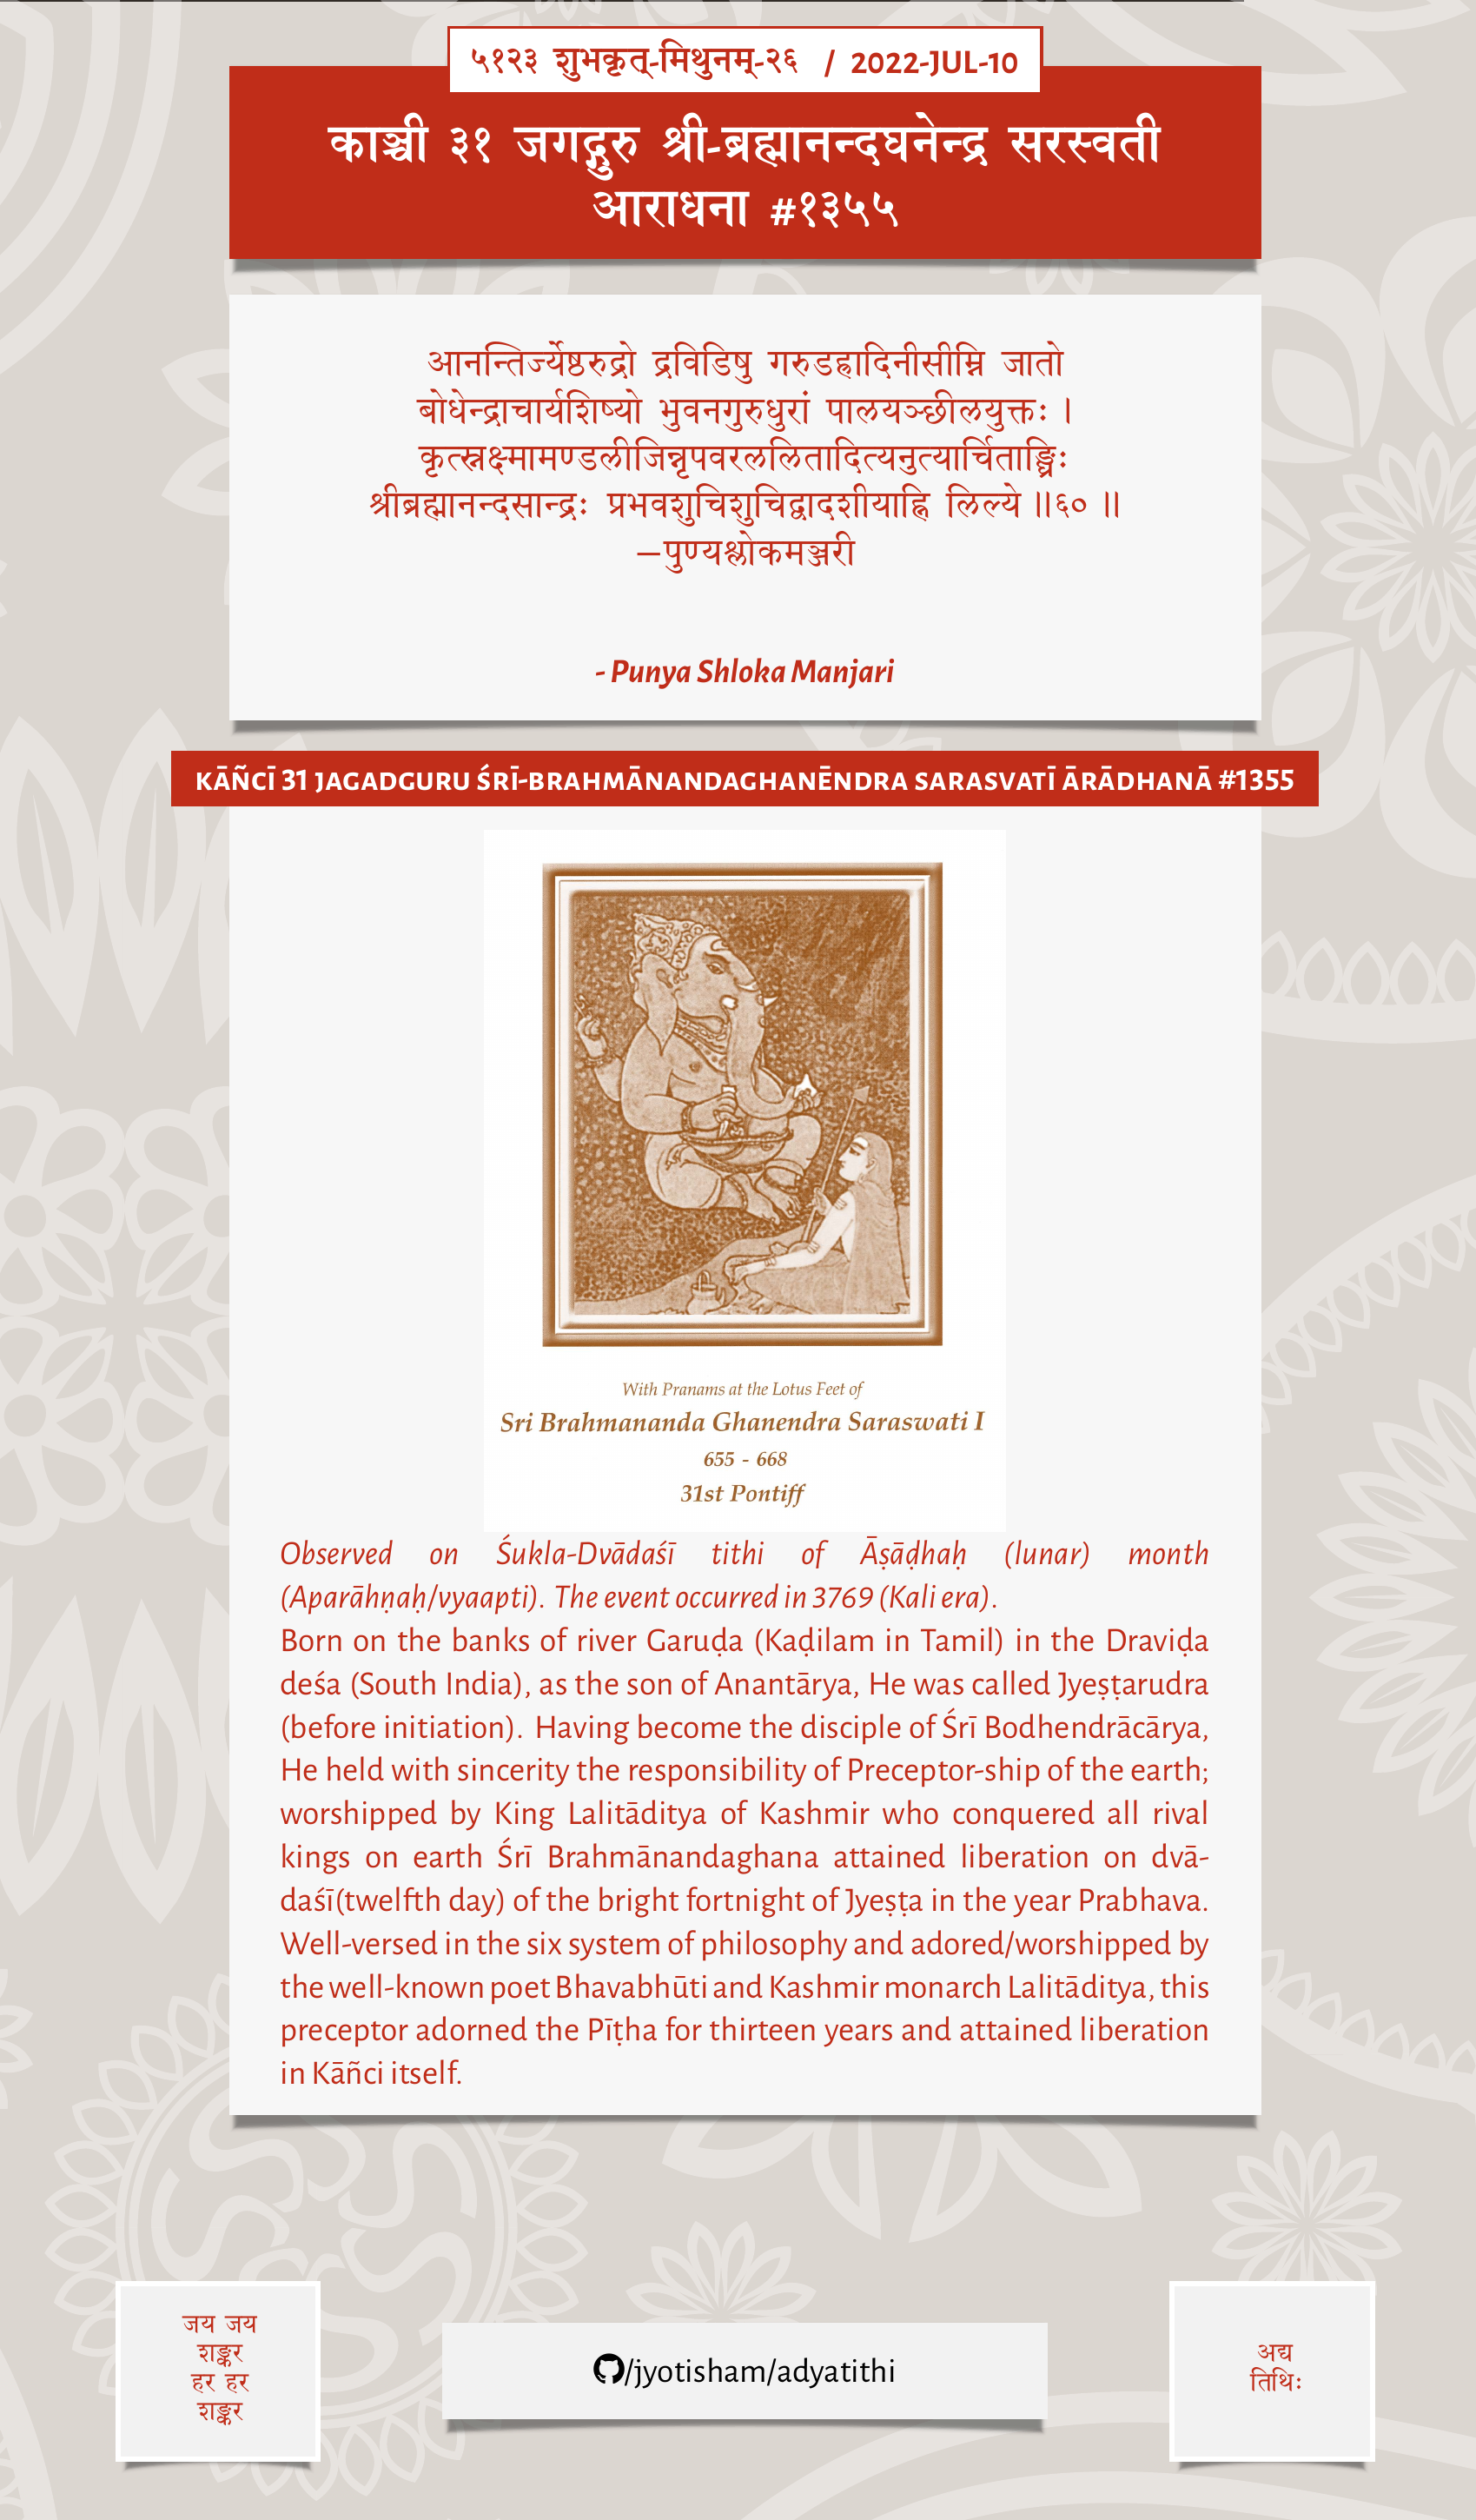 ५१२३ शुभकृत्-मिथुनम्-२६ / 2022-JUL-10
काञ्ची ३१ जगद्गुरु श्री-ब्रह्मानन्दघनेन्द्र सरस्वती
आराधना #१३५५
आनन्तिर्ज्येष्ठरुद्रो द्रविडिषु गरुडह्रादिनीसीम्नि जातो
बोधेन्द्राचार्यशिष्यो भुवनगुरुधुरां पालयञ्छीलयुक्तः ।
कृत्स्नक्ष्मामण्डलीजिन्नृपवरललितादित्यनुत्यार्चिताङ्घ्रिः
श्रीब्रह्मानन्दसान्द्रः प्रभवशुचिशुचिद्वादशीयाह्नि लिल्ये ॥६० ॥
—पुण्यश्लोकमञ्जरी
- Punya Shloka Manjari
KĀÑCĪ 31 JAGADGURU ŚRĪ-BRAHMĀNANDAGHANĒNDRA SARASVATĪ ĀRĀDHANĀ #1355
With Pranams at the Lotus Feet of
Sri Brahmananda Ghanendra Saraswati I
655 - 668
31st Pontiff
Observed on Śukla-Dvādaśī tithi of Āṣāḍhaḥ (lunar) month
(Aparāhṇaḥ/vyaapti). The event occurred in 3769 (Kali era).
Born on the banks of river Garuḍa (Kaḍilam in Tamil) in the Draviḍa
deśa (South India), as the son of Anantārya, He was called Jyeṣṭarudra
(before initiation). Having become the disciple of Śrī Bodhendrācārya,
He held with sincerity the responsibility of Preceptor-ship of the earth;
worshipped by King Lalitāditya of Kashmir who conquered all rival
kings on earth Śrī Brahmānandaghana attained liberation on dvā-
daśī(twelfth day) of the bright fortnight of Jyeṣṭa in the year Prabhava.
Well-versed in the six system of philosophy and adored/worshipped by
the well-known poet Bhavabhūti and Kashmir monarch Lalitāditya, this
preceptor adorned the Pīṭha for thirteen years and attained liberation
in Kāñci itself.
जय जय
शङ्कर
हर हर
शङ्कर
/jyotisham/adyatithi
अद्य
तिथिः